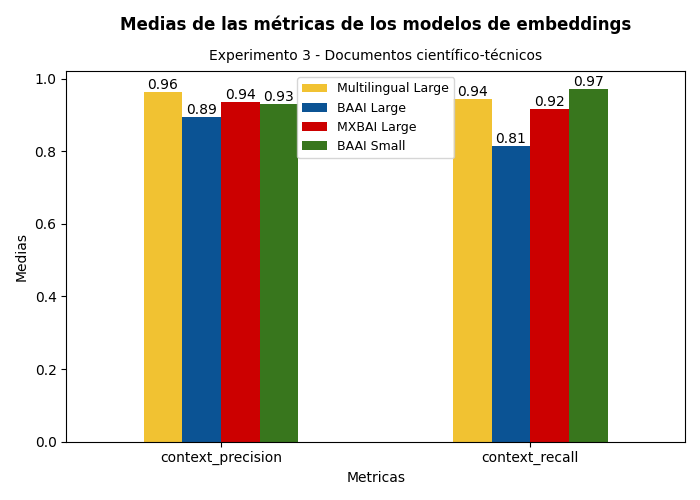 Medias de las métricas de los modelos de embeddings
Experimento 3 - Documentos científico-técnicos
1.0
0.8
0.6
0.4
0.2
0.0
Medias
0.96
0.89
0.94
0.93
Multilingual Large
BAAI Large
MXBAI Large
BAAI Small
0.94
0.81
0.92
0.97
context_precision
context_recall
Metricas